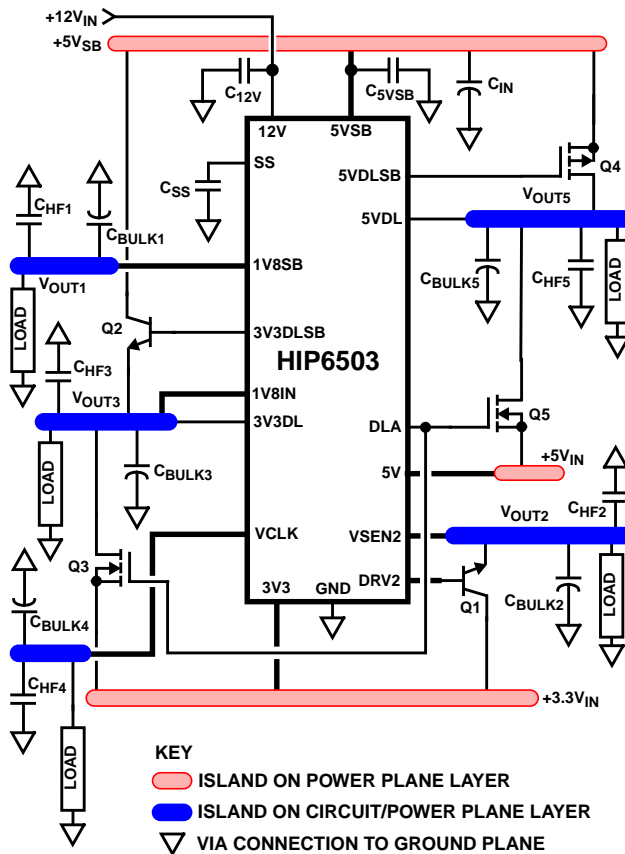 +12VIN
+5VSB
C12V
C5VSB
CIN
12V
5VSB
SS
CSS
5VDLSB
Q4
CHF1
CBULK1
VOUT5
5VDL
1V8SB
VOUT1
CBULK5
CHF5
LOAD
LOAD
Q2
3V3DLSB
HIP6503
CHF3
VOUT3
1V8IN
3V3DL
DLA
Q5
+5VIN
5V
LOAD
CBULK3
CHF2
VOUT2
VCLK
VSEN2
Q3
3V3
GND
DRV2
Q1
CBULK2
LOAD
CBULK4
CHF4
+3.3VIN
LOAD
KEY
ISLAND ON POWER PLANE LAYER
ISLAND ON CIRCUIT/POWER PLANE LAYER
VIA CONNECTION TO GROUND PLANE